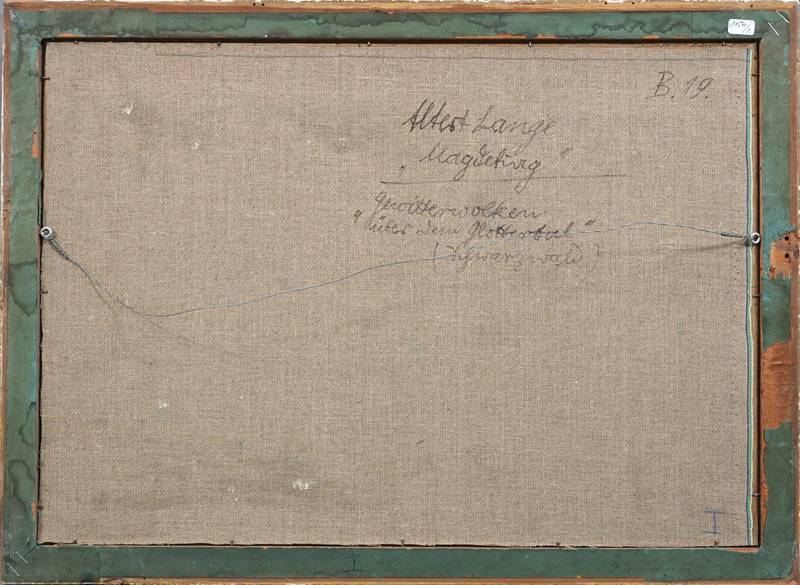 B. 19.
Albert Lange
„Magdeburg"
„Gewitterwolken
über dem Glottertal"
(Schwarzwald)
I
I